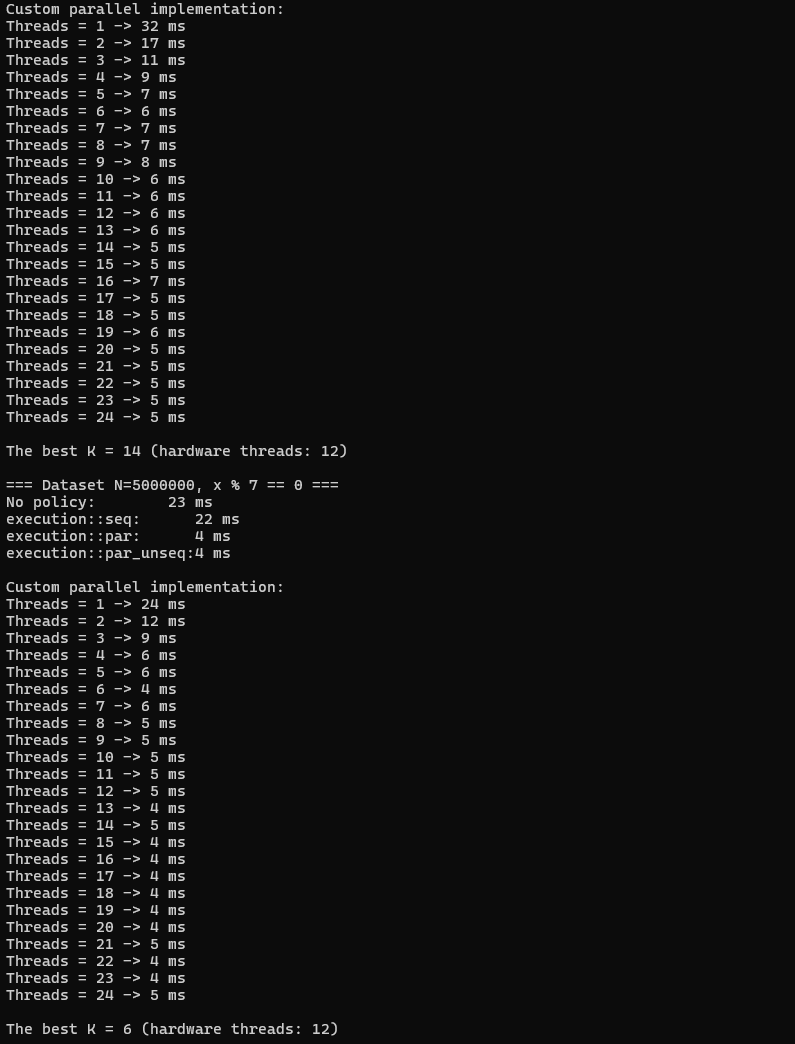 Custom parallel implementation:
Threads = 1 -> 32 ms
Threads = 2 -> 17 ms
Threads = 3 -> 11 ms
Threads = 4 -> 9 ms
Threads = 5 -> 7 ms
Threads = 6 -> 6 ms
Threads = 7 -> 7 ms
Threads = 8 -> 7 ms
Threads = 9 -> 8 ms
Threads = 10 -> 6 ms
Threads = 11 -> 6 ms
Threads = 12 -> 6 ms
Threads = 13 -> 6 ms
Threads = 14 -> 5 ms
Threads = 15 -> 5 ms
Threads = 16 -> 7 ms
Threads = 17 -> 5 ms
Threads = 18 -> 5 ms
Threads = 19 -> 6 ms
Threads = 20 -> 5 ms
Threads = 21 -> 5 ms
Threads = 22 -> 5 ms
Threads = 23 -> 5 ms
Threads = 24 -> 5 ms

The best K = 14 (hardware threads: 12)

=== Dataset N=5000000, x % 7 == 0 ===
No policy:        23 ms
execution::seq:      22 ms
execution::par:      4 ms
execution::par_unseq:4 ms

Custom parallel implementation:
Threads = 1 -> 24 ms
Threads = 2 -> 12 ms
Threads = 3 -> 9 ms
Threads = 4 -> 6 ms
Threads = 5 -> 6 ms
Threads = 6 -> 4 ms
Threads = 7 -> 6 ms
Threads = 8 -> 5 ms
Threads = 9 -> 5 ms
Threads = 10 -> 5 ms
Threads = 11 -> 5 ms
Threads = 12 -> 5 ms
Threads = 13 -> 4 ms
Threads = 14 -> 5 ms
Threads = 15 -> 4 ms
Threads = 16 -> 4 ms
Threads = 17 -> 4 ms
Threads = 18 -> 4 ms
Threads = 19 -> 4 ms
Threads = 20 -> 4 ms
Threads = 21 -> 5 ms
Threads = 22 -> 4 ms
Threads = 23 -> 4 ms
Threads = 24 -> 5 ms

The best K = 6 (hardware threads: 12)